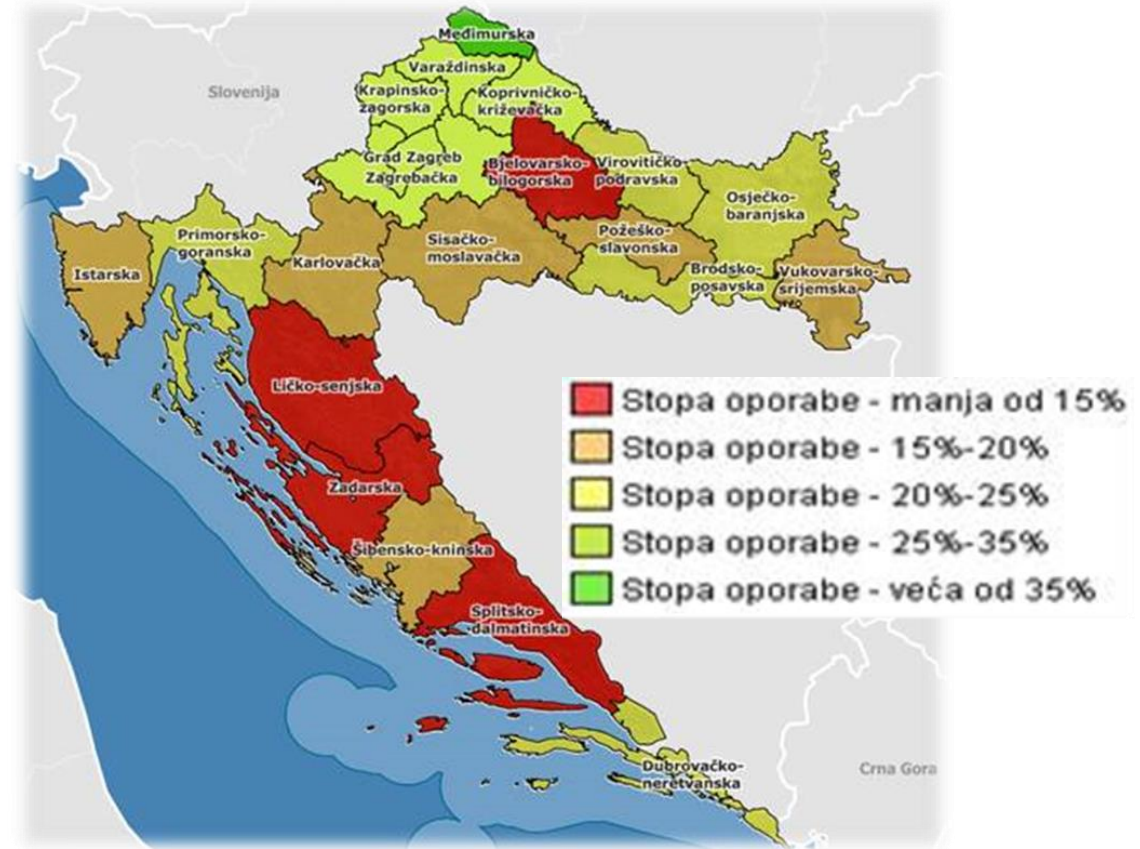 Međimurska
Varaždinska
Slovenija
Krapinsko-
zagorska
Koprivničko-
križevačka
Grad Zagreb
Zagrebačka
Bjelovarsko-
bilogorska
Virovitičko-
podravska
Osječko-
baranjska
Primorsko-
goranska
Sisačko-
moslavačka
Požeško-
slavonska
Istarska
Karlovačka
Brodsko-
posavska
Vukovarsko-
srijemska
Ličko-senjska
Stopa oporabe - manja od 15%
Stopa oporabe - 15%-20%
Stopa oporabe - 20%-25%
Stopa oporabe - 25%-35%
Stopa oporabe - veća od 35%
Zadarska
Šibensko-kninska
Splitsko-
-dalmatinska
Dubrovačko-
neretvanska
Crna Gora